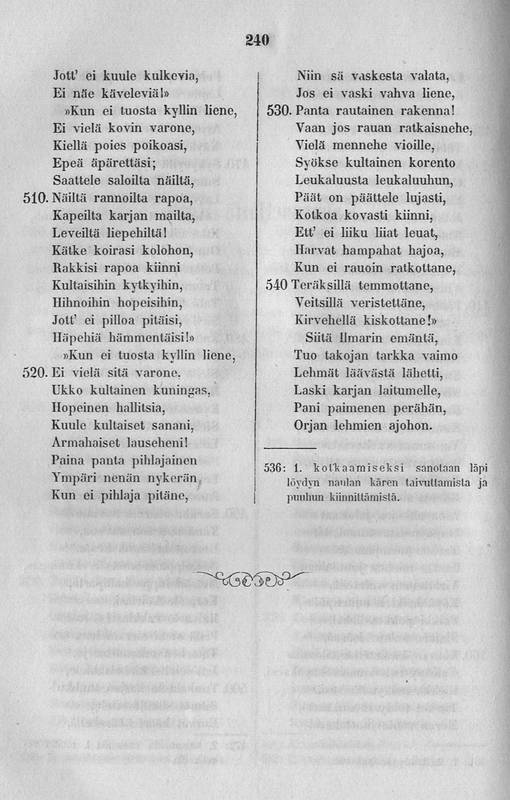 240
Jott' ei kuule kulkevia,
Ei näe käveleviä!»
»Kun ei tuosta kyllin liene,
Ei vielä kovin varone,
Kiellä poies poikoasi,
Epeä äpärettäsi;
Saattele saloilta näiltä,
510. Näiltä rannoilta rapoa,
Kapeilta karjan mailta,
Leveiltä liepehiltä!
Kätke koirasi kolohon,
Rakkisi rapoa kiinni
Kultaisihin kytkyihin,
Hihnoihin hopeisihin,
Jott' ei pilloa pitäisi,
Häpehiä hämmentäisi!»
»Kun ei tuosta kyllin liene,
520. Ei vielä sitä varone,
Ukko kultainen kuningas,
Hopeinen hallitsia,
Kuule kultaiset sanani,
Armahaiset lauseheni!
Paina panta pihlajainen
Ympäri nenän nykerän,
Kun ei pihlaja pitäne,
Niin sä vaskesta valata,
Jos ei vaski vahva liene,
530. Panta rautainen rakenna!
Vaan jos rauan ratkaisnehe,
Vielä mennehe vioille,
Syökse kultainen korento
Leukaluusta leukaluuhun,
Päät on päättele lujasti,
Kotkoa kovasti kiinni,
Ett' ei liiku liiat leuat,
Harvat hampahat hajoa,
Kun ei rauoin ratkottane,
540 Teräksillä temmottane,
Veitsillä veristettäne,
Kirvehellä kiskottane!»
Siitä Ilmarin emäntä,
Tuo takojan tarkka vaimo
Lehmät läävästä lähetti,
Laski karjan laitumelle,
Pani paimenen perähän,
Orjan lehmien ajohon.
536: 1. kotkaamiseksi sanotaan läpi
löydyn naulan kären taivuttamista ja
puuhun kiinnittämistä.